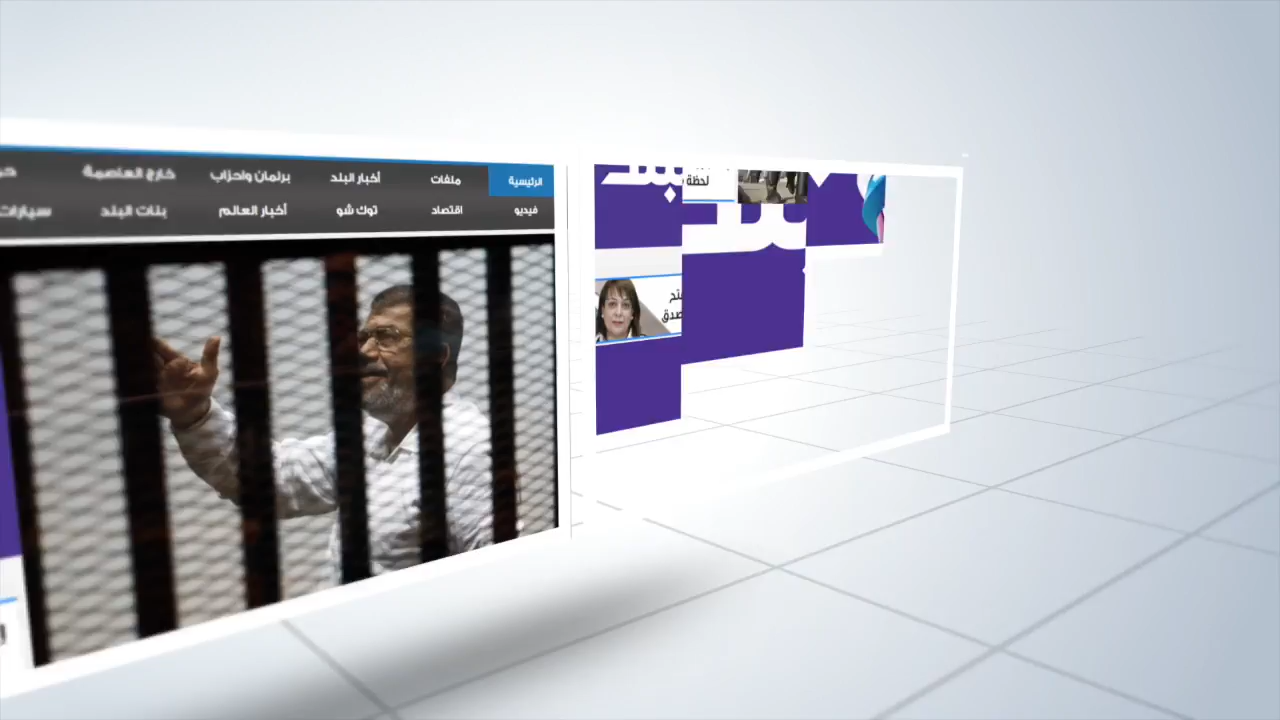 الرئيسية ملفات أخبار البلد برلمان واحزاب خارج العاصمة
فيديو اقتصاد توك شو أخبار العالم بنات البلد سيارات
لحظة